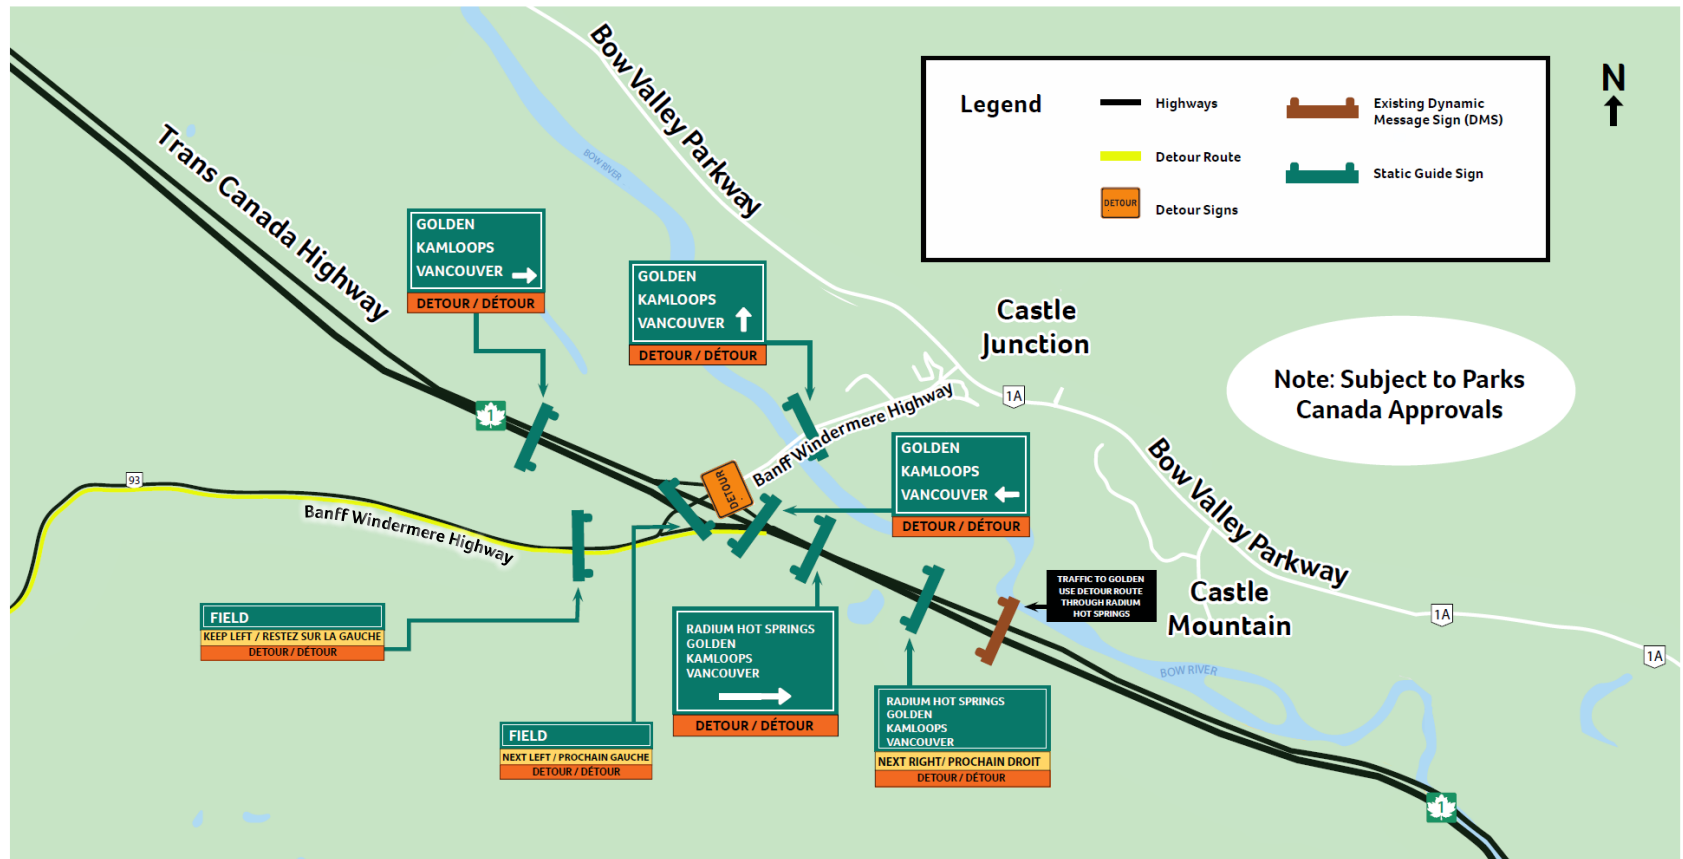 Legend
Highways
Detour Route
DETOUR
Detour Signs
Existing Dynamic
Message Sign (DMS)
Static Guide Sign
N
Bow Valley Parkway
BOW RIVER
Trans Canada Highway
GOLDEN
KAMLOOPS
VANCOUVER
DETOUR / DÉTOUR
GOLDEN
KAMLOOPS
VANCOUVER
DETOUR / DÉTOUR
Castle
Junction
1A
Note: Subject to Parks
Canada Approvals
1
Banff Windermere Highway
GOLDEN
KAMLOOPS
VANCOUVER
DETOUR / DÉTOUR
DETOUR
93
Banff Windermere Highway
Bow Valley Parkway
TRAFFIC TO GOLDEN
USE DETOUR ROUTE
THROUGH RADIUM
HOT SPRINGS
Castle
Mountain
1A
1A
BOW RIVER
FIELD
KEEP LEFT / RESTEZ SUR LA GAUCHE
DETOUR / DÉTOUR
RADIUM HOT SPRINGS
GOLDEN
KAMLOOPS
VANCOUVER
DETOUR / DÉTOUR
FIELD
NEXT LEFT / PROCHAIN GAUCHE
DETOUR / DÉTOUR
RADIUM HOT SPRINGS
GOLDEN
KAMLOOPS
VANCOUVER
NEXT RIGHT/ PROCHAIN DROIT
DETOUR / DÉTOUR
1